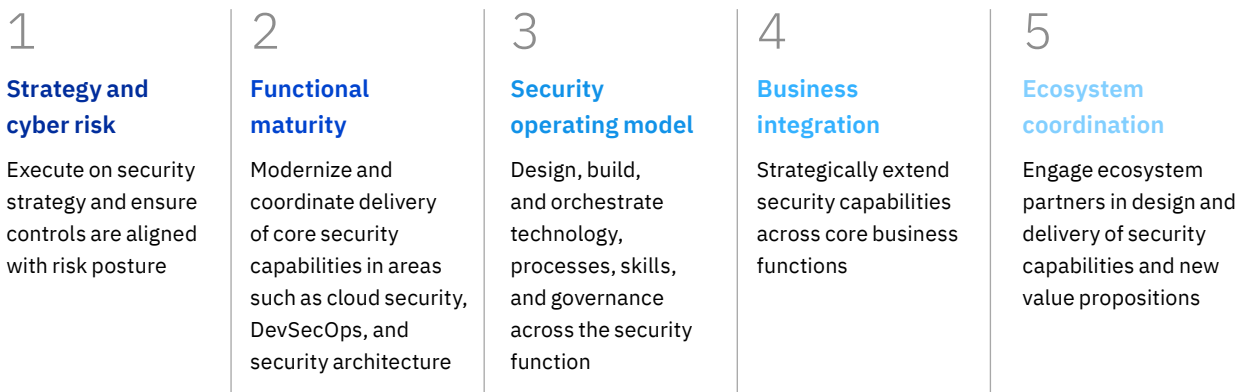 1
Strategy and
cyber risk
Execute on security
strategy and ensure
controls are aligned
with risk posture
2
Functional
maturity
Modernize and
coordinate delivery
of core security
capabilities in areas
such as cloud security,
DevSecOps, and
security architecture
3
Security
operating model
Design, build,
and orchestrate
technology,
processes, skills,
and governance
across the security
function
4
Business
integration
Strategically extend
security capabilities
across core business
functions
5
Ecosystem
coordination
Engage ecosystem
partners in design and
delivery of security
capabilities and new
value propositions